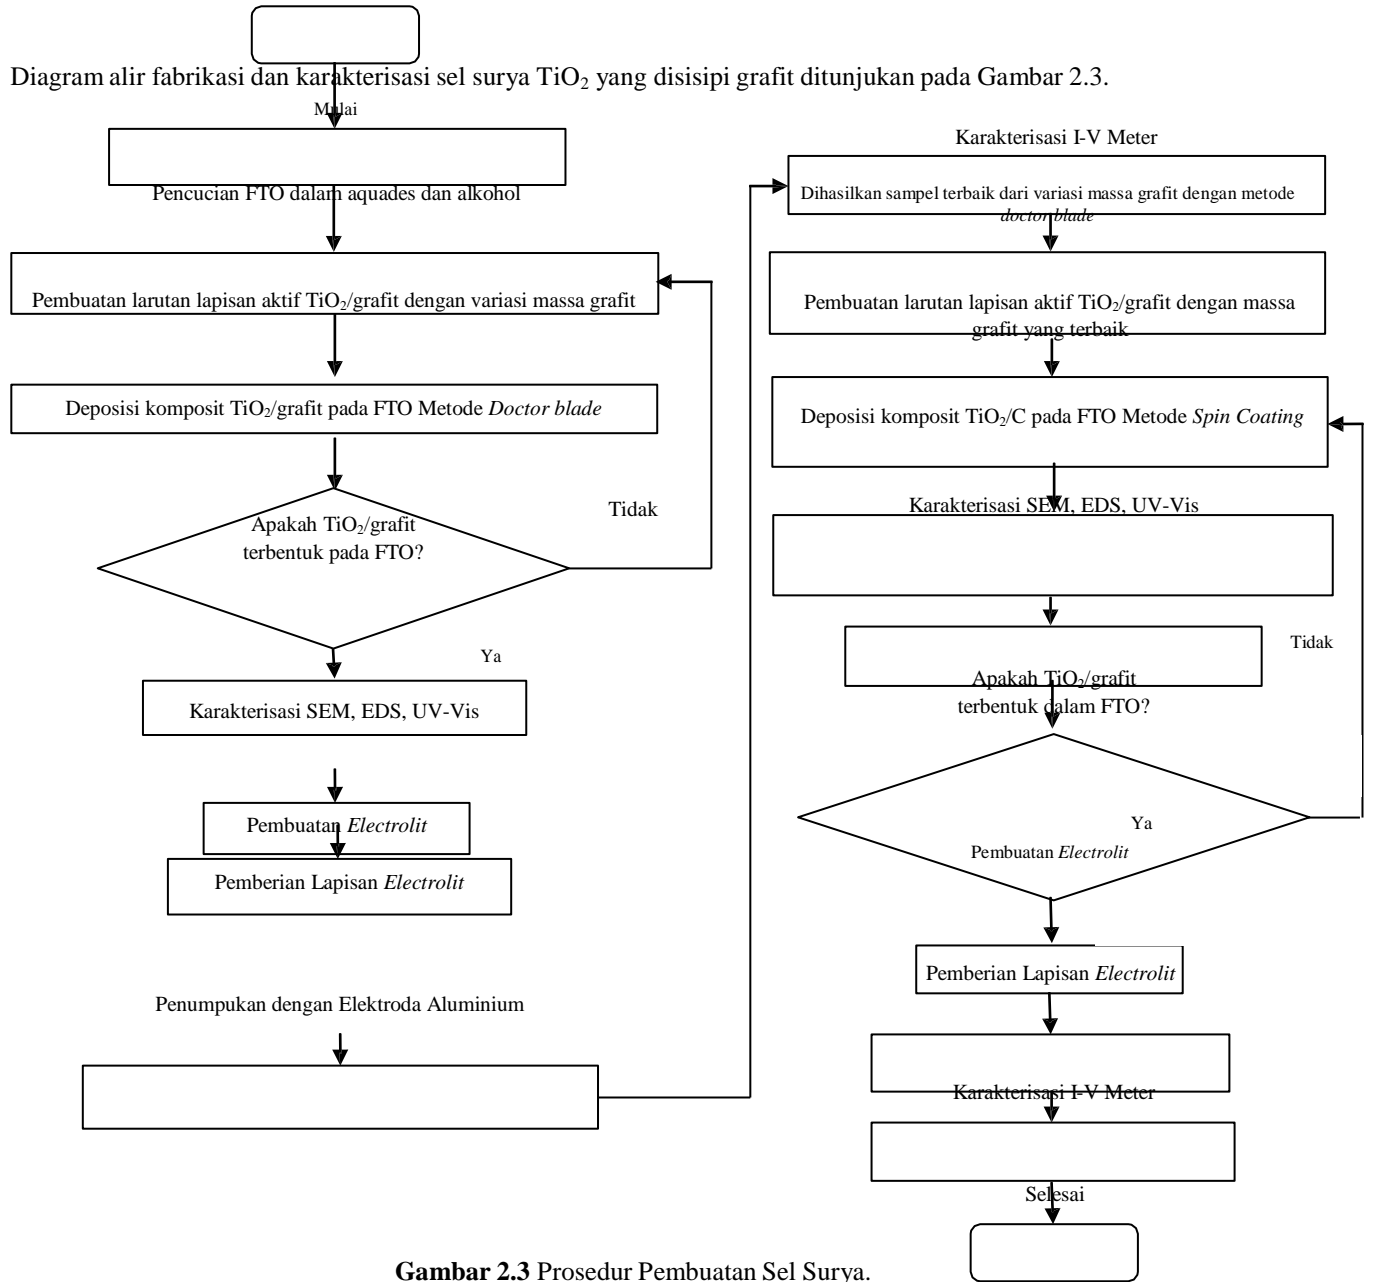 Diagram alir fabrikasi dan karakterisasi sel surya TiO₂ yang disisipi grafit ditunjukan pada Gambar 2.3.
Mulai
Pencucian FTO dalam aquades dan alkohol
Pembuatan larutan lapisan aktif TiO₂/grafit dengan variasi massa grafit
Deposisi komposit TiO₂/grafit pada FTO Metode Doctor blade
Apakah TiO₂/grafit
terbentuk pada FTO?
Tidak
Ya
Karakterisasi SEM, EDS, UV-Vis
Pembuatan Electrolit
Pemberian Lapisan Electrolit
Penumpukan dengan Elektroda Aluminium
Karakterisasi I-V Meter
Dihasilkan sampel terbaik dari variasi massa grafit dengan metode
doctor blade
Pembuatan larutan lapisan aktif TiO₂/grafit dengan massa
grafit yang terbaik
Deposisi komposit TiO₂/C pada FTO Metode Spin Coating
Karakterisasi SEM, EDS, UV-Vis
Tidak
Apakah TiO₂/grafit
terbentuk dalam FTO?
Ya
Pembuatan Electrolit
Pemberian Lapisan Electrolit
Karakterisasi I-V Meter
Selesai
Gambar 2.3 Prosedur Pembuatan Sel Surya.